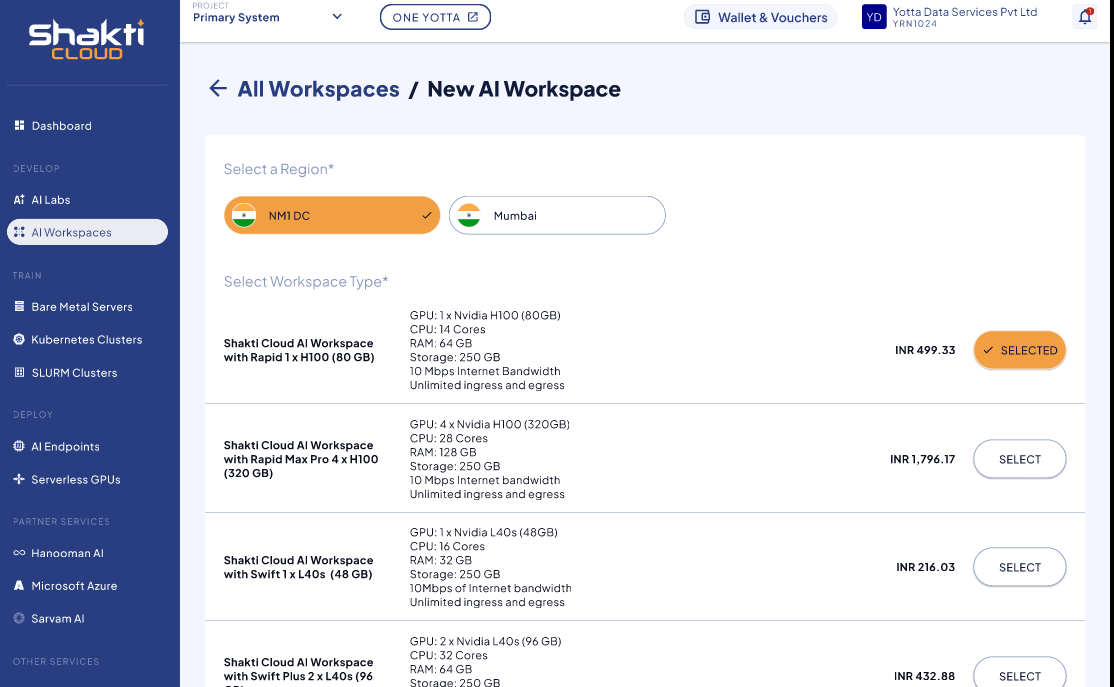 PROJECT
Primary System
ONE YOTTA
Wallet & Vouchers
YD
Yotta Data Services Pvt Ltd
YRN1024
Shakti
CLOUD
Dashboard
DEVELOP
AI Labs
AI Workspaces
TRAIN
Bare Metal Servers
Kubernetes Clusters
SLURM Clusters
DEPLOY
AI Endpoints
Serverless GPUs
PARTNER SERVICES
Hanooman AI
Microsoft Azure
Sarvam AI
OTHER SERVICES
All Workspaces / New AI Workspace
Select a Region*
NM1 DC
Mumbai
Select Workspace Type*
Shakti Cloud AI Workspace
with Rapid 1 x H100 (80 GB)
GPU: 1 x Nvidia H100 (80GB)
CPU: 14 Cores
RAM: 64 GB
Storage: 250 GB
10 Mbps Internet Bandwidth
Unlimited ingress and egress
INR 499.33
SELECTED
Shakti Cloud AI Workspace
with Rapid Max Pro 4 x H100
(320 GB)
GPU: 4 x Nvidia H100 (320GB)
CPU: 28 Cores
RAM: 128 GB
Storage: 250 GB
10 Mbps Internet bandwidth
Unlimited ingress and egress
INR 1,796.17
SELECT
Shakti Cloud AI Workspace
with Swift 1 x L40s (48 GB)
GPU: 1 x Nvidia L40s (48GB)
CPU: 16 Cores
RAM: 32 GB
Storage: 250 GB
10Mbps of Internet bandwidth
Unlimited ingress and egress
INR 216.03
SELECT
Shakti Cloud AI Workspace
with Swift Plus 2 x L40s (96
GPU: 2 x Nvidia L40s (96 GB)
CPU: 32 Cores
RAM: 64 GB
Storage: 250 GB
INR 432.88
SELECT